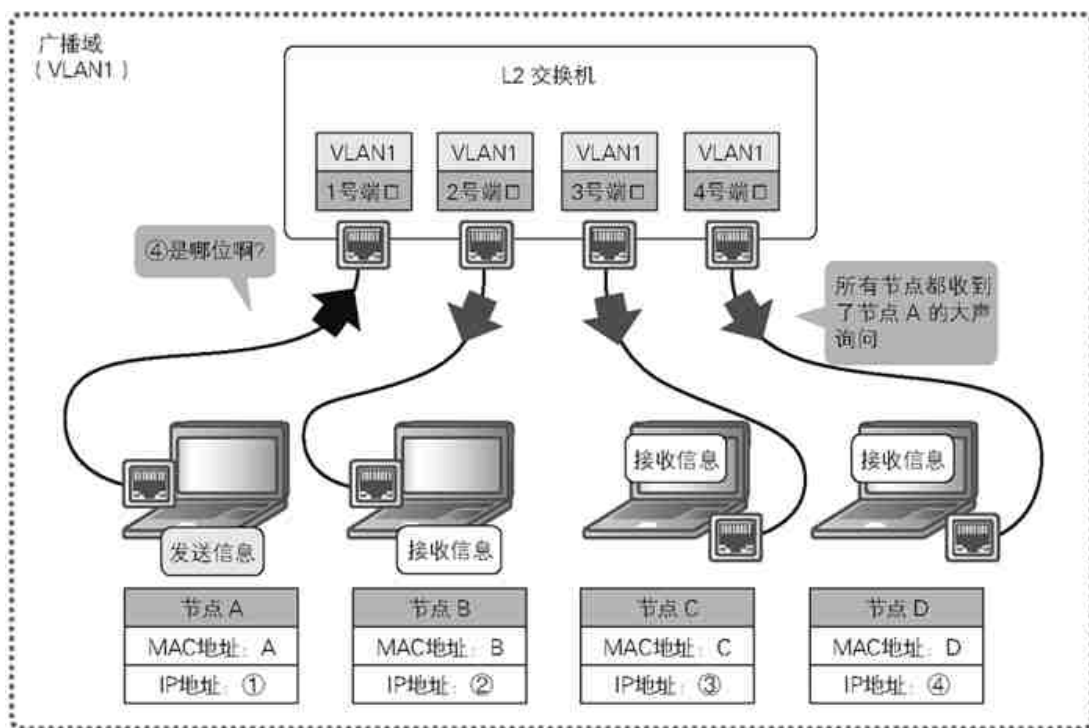 广播域
（VLAN1）
L2 交换机
VLAN1
VLAN1
VLAN1
VLAN1
1号端口
2号端口
3号端口
4号端口
④是哪位啊?
所有节点都收到
了节点 A 的大声
询问
接收信息
接收信息
发送信息
接收信息
节点 A
MAC地址：A
IP地址：①
节点 B
MAC地址：B
IP地址：②
节点 C
MAC地址：C
IP地址：③
节点 D
MAC地址：D
IP地址：④